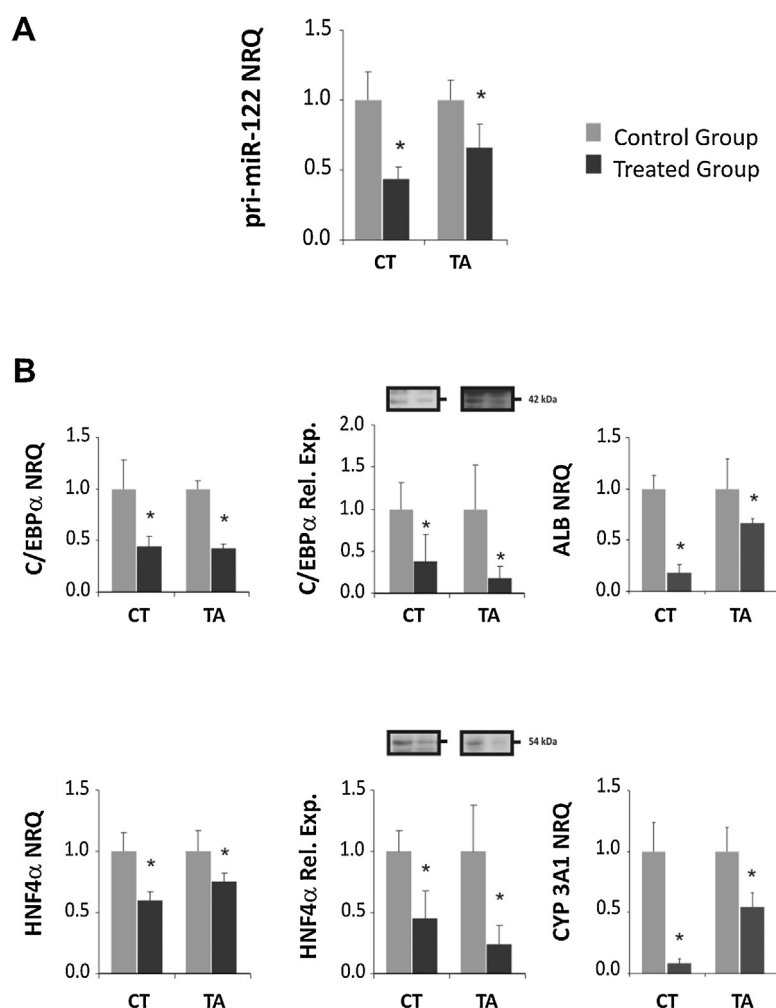 A
pri-miR-122 NRQ
1.5
1.0
0.5
0.0
* *
CT TA
Control Group
Treated Group
B
C/EBPα NRQ
1.5
1.0
0.5
0.0
* *
CT TA
42 kDa
C/EBPα Rel. Exp.
2.0
1.5
1.0
0.5
0.0
* *
CT TA
ALB NRQ
1.5
1.0
0.5
0.0
* *
CT TA
HNF4α NRQ
1.5
1.0
0.5
0.0
* *
CT TA
54 kDa
HNF4α Rel. Exp.
1.5
1.0
0.5
0.0
* *
CT TA
CYP 3A1 NRQ
1.5
1.0
0.5
0.0
* *
CT TA